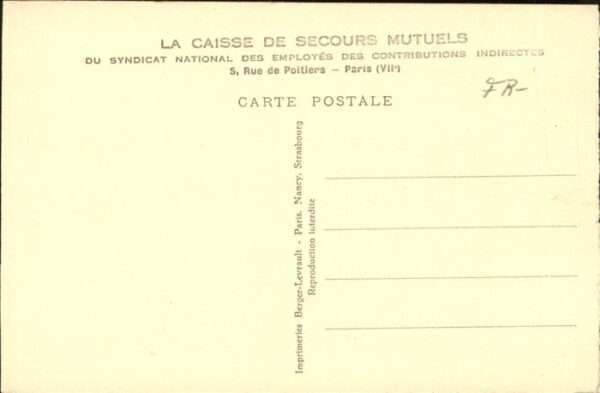 LA CAISSE DE SECOURS MUTUELS
DU SYNDICAT NATIONAL DES EMPLOYÉS DES CONTRIBUTIONS INDIRECTES
5, Rue de Poitiers — Paris (VIIᵉ)
FR-
CARTE POSTALE
Imprimeries Berger-Levrault - Paris, Nancy, Strasbourg
Reproduction interdite